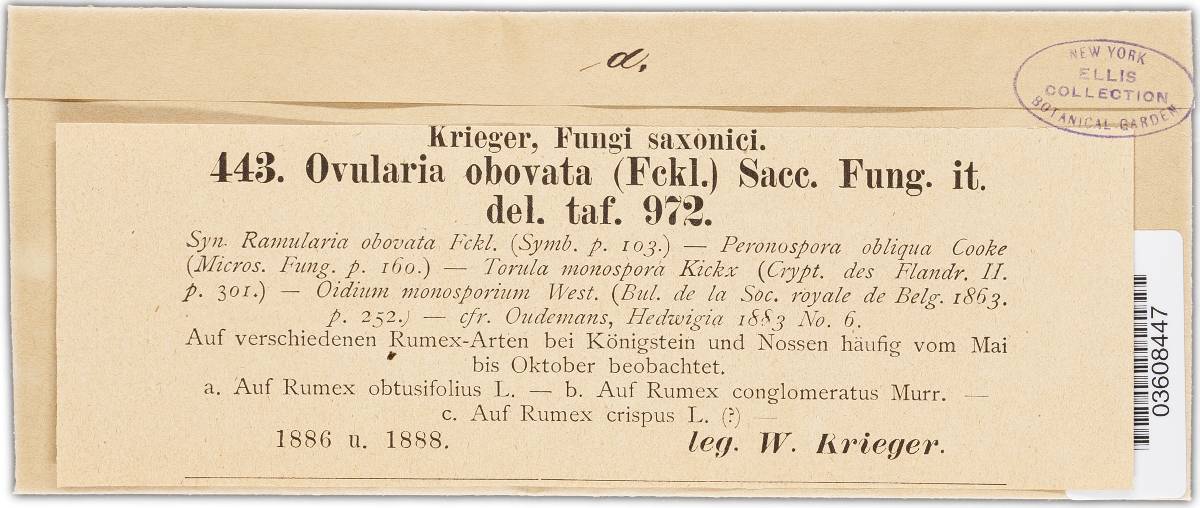 a.
NEW YORK
ELLIS
COLLECTION
BOTANICAL GARDEN
Krieger, Fungi saxonici.
443. Ovularia obovata (Fckl.) Sacc. Fung. it.
del. taf. 972.
Syn. Ramularia obovata Fckl. (Symb. p. 103.) — Peronospora obliqua Cooke
(Micros. Fung. p. 160.) — Torula monospora Kickx (Crypt. des Flandr. II.
p. 301.) — Oidium monosporium West. (Bul. de la Soc. royale de Belg. 1863.
p. 252.) — cfr. Oudemans, Hedwigia 1883 No. 6.
Auf verschiedenen Rumex-Arten bei Königstein und Nossen häufig vom Mai
bis Oktober beobachtet.
a. Auf Rumex obtusifolius L. — b. Auf Rumex conglomeratus Murr. —
c. Auf Rumex crispus L. (?) —
1886 u. 1888. leg. W. Krieger.
03608447